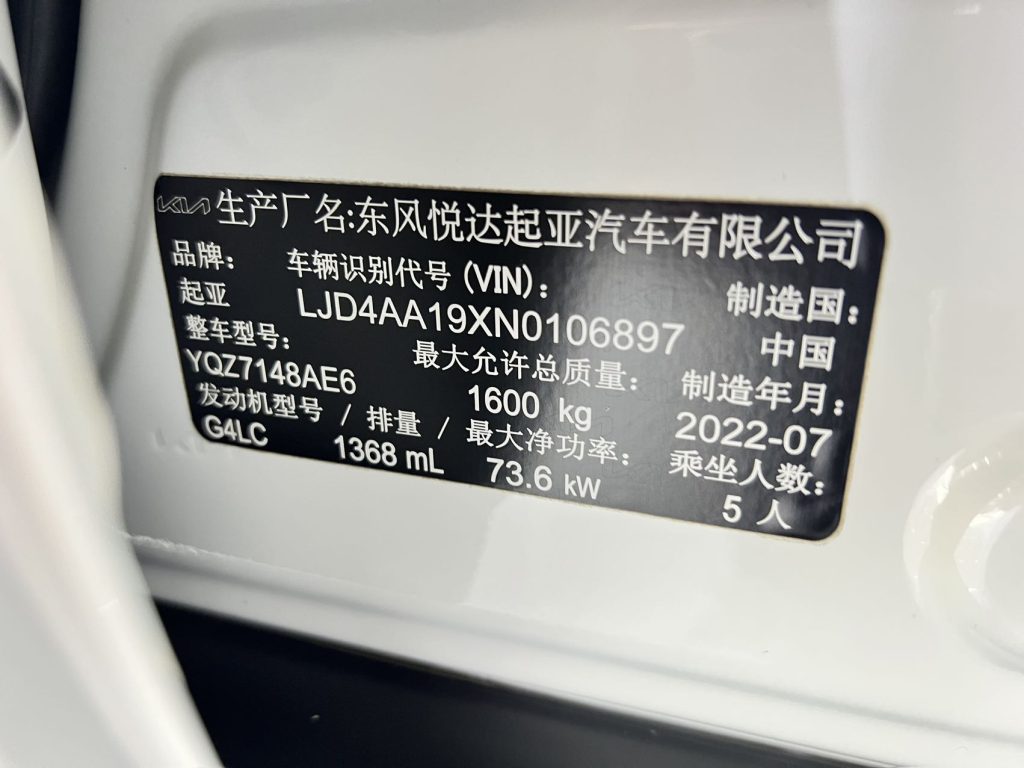 KIA 生产厂名:东风悦达起亚汽车有限公司
品牌: 车辆识别代号(VIN): 制造国:
起亚 LJD4AA19XN0106897 中国
整车型号: 最大允许总质量: 制造年月:
YQZ7148AE6 1600 kg 2022-07
发动机型号 / 排量 / 最大净功率: 乘坐人数:
G4LC 1368 mL 73.6 kW 5 人